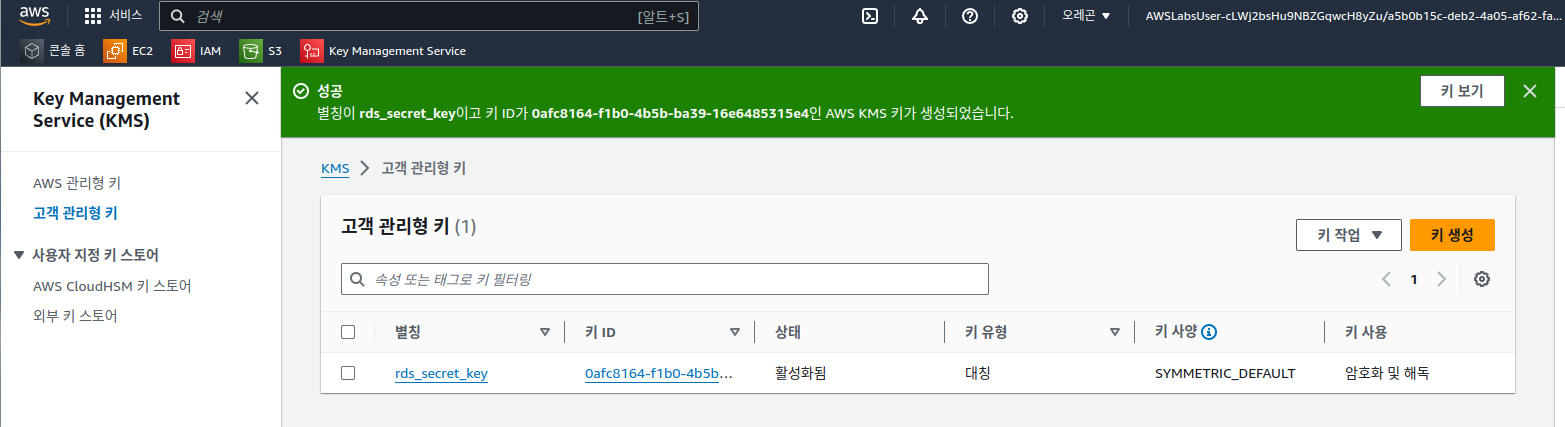 aws 서비스 검색 [알트+S] 오레곤 AWSLabsUser-cLWj2bsHu9NBZGqwcH8yZu/a5b0b15c-deb2-4a05-af62-fa...
콘솔 홈 EC2 IAM S3 Key Management Service
Key Management
Service (KMS)
AWS 관리형 키
고객 관리형 키
사용자 지정 키 스토어
AWS CloudHSM 키 스토어
외부 키 스토어
성공
별칭이 rds_secret_key이고 키 ID가 0afc8164-f1b0-4b5b-ba39-16e6485315e4인 AWS KMS 키가 생성되었습니다.
키 보기
KMS 고객 관리형 키
고객 관리형 키 (1)
키 작업 키 생성
속성 또는 태그로 키 필터링
1
별칭 키 ID 상태 키 유형 키 사양 키 사용
rds_secret_key 0afc8164-f1b0-4b5b... 활성화됨 대칭 SYMMETRIC_DEFAULT 암호화 및 해독